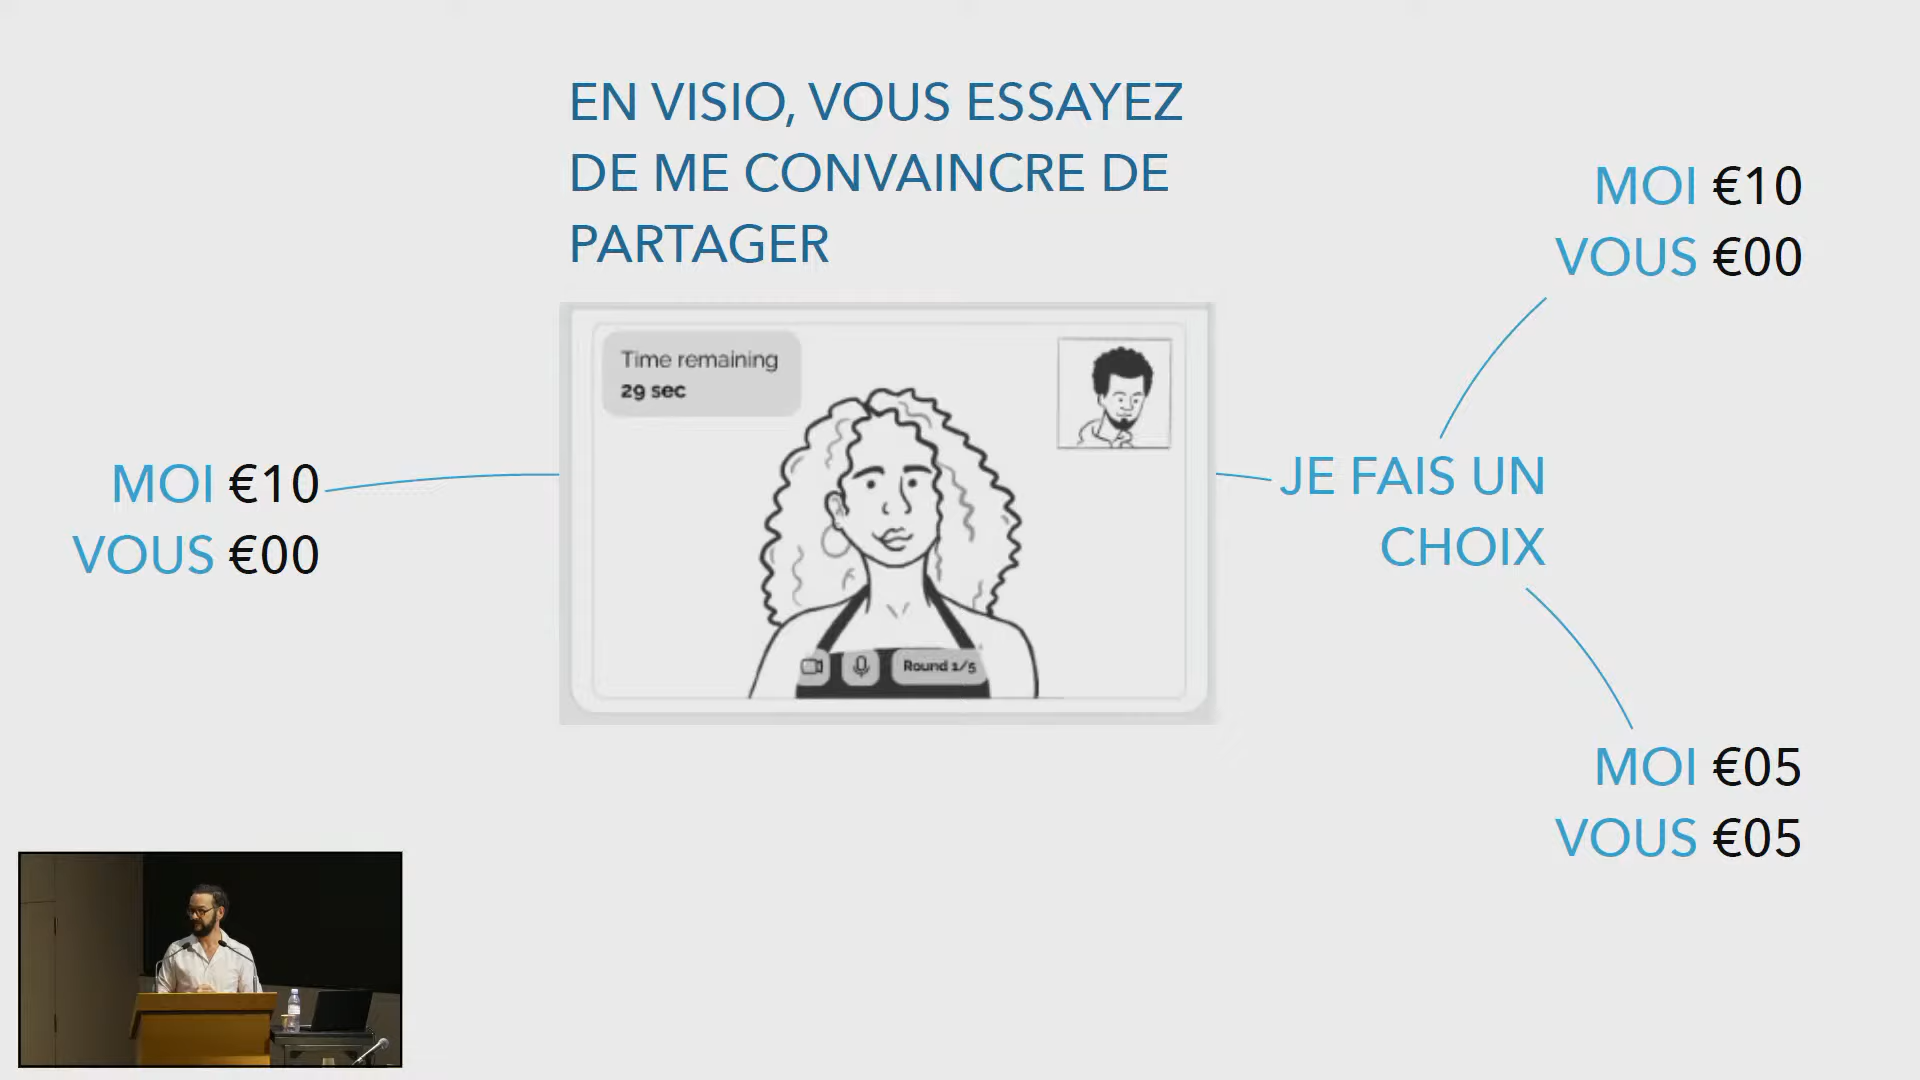 EN VISIO, VOUS ESSAYEZ
DE ME CONVAINCRE DE
PARTAGER
MOI €10
VOUS €00
Time remaining
29 sec
Round 1/5
JE FAIS UN
CHOIX
MOI €10
VOUS €00
MOI €05
VOUS €05